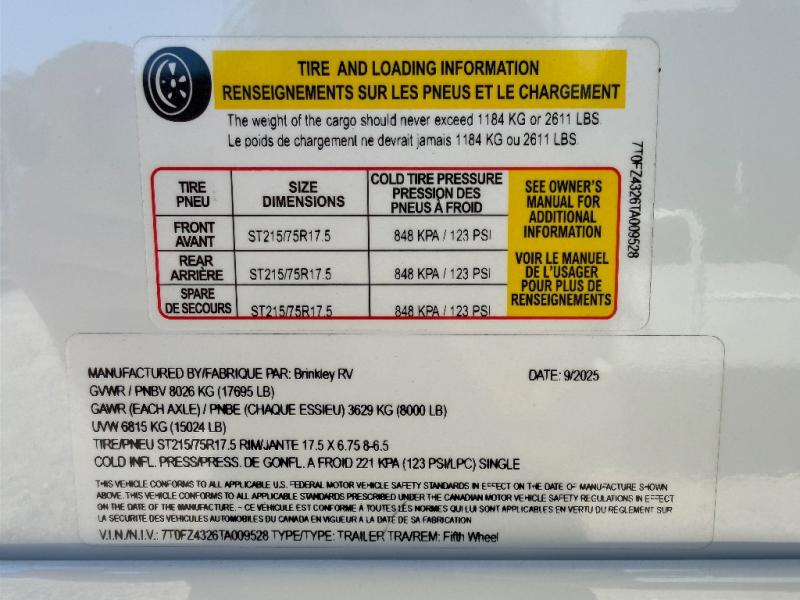 TIRE AND LOADING INFORMATION
RENSEIGNEMENTS SUR LES PNEUS ET LE CHARGEMENT
The weight of the cargo should never exceed 1184 KG or 2611 LBS
Le poids de chargement ne devrait jamais 1184 KG ou 2611 LBS
TIRE PNEU
SIZE DIMENSIONS
COLD TIRE PRESSURE PRESSION DES PNEUS À FROID
FRONT AVANT
ST215/75R17.5
848 KPA / 123 PSI
REAR ARRIÈRE
ST215/75R17.5
848 KPA / 123 PSI
SPARE DE SECOURS
ST215/75R17.5
848 KPA / 123 PSI
SEE OWNER'S
MANUAL FOR
ADDITIONAL
INFORMATION
VOIR LE MANUEL
DE L'USAGER
POUR PLUS DE
RENSEIGNEMENTS
7T0FZ4326TA009528
MANUFACTURED BY/FABRIQUE PAR: Brinkley RV DATE: 9/2025
GVWR / PNBV 8026 KG (17695 LB)
GAWR (EACH AXLE) / PNBE (CHAQUE ESSIEU) 3629 KG (8000 LB)
UVW 6815 KG (15024 LB)
TIRE/PNEU ST215/75R17.5 RIM/JANTE 17.5 X 6.75 8-6.5
COLD INFL. PRESS/PRESS. DE GONFL. A FROID 221 KPA (123 PSI/LPC) SINGLE
THIS VEHICLE CONFORMS TO ALL APPLICABLE U.S. FEDERAL MOTOR VEHICLE SAFETY STANDARDS IN EFFECT ON THE DATE OF MANUFACTURE SHOWN
ABOVE. THIS VEHICLE CONFORMS TO ALL APPLICABLE STANDARDS PRESCRIBED UNDER THE CANADIAN MOTOR VEHICLE SAFETY REGULATIONS IN EFFECT
ON THE DATE OF THE MANUFACTURE. - CE VEHICULE EST CONFORME À TOUTES LES NORMES QUI LUI SONT APPLICABLES EN VERTU DU RÉGLEMENT SUR
LA SÉCURITÉ DES VÉHICULES AUTOMOBILES DU CANADA EN VIGUEUR A LA DATÉ DE SA FABRICATION
V.I.N./N.I.V.: 7T0FZ4326TA009528 TYPE/TYPE: TRAILER TRA/REM: Fifth Wheel